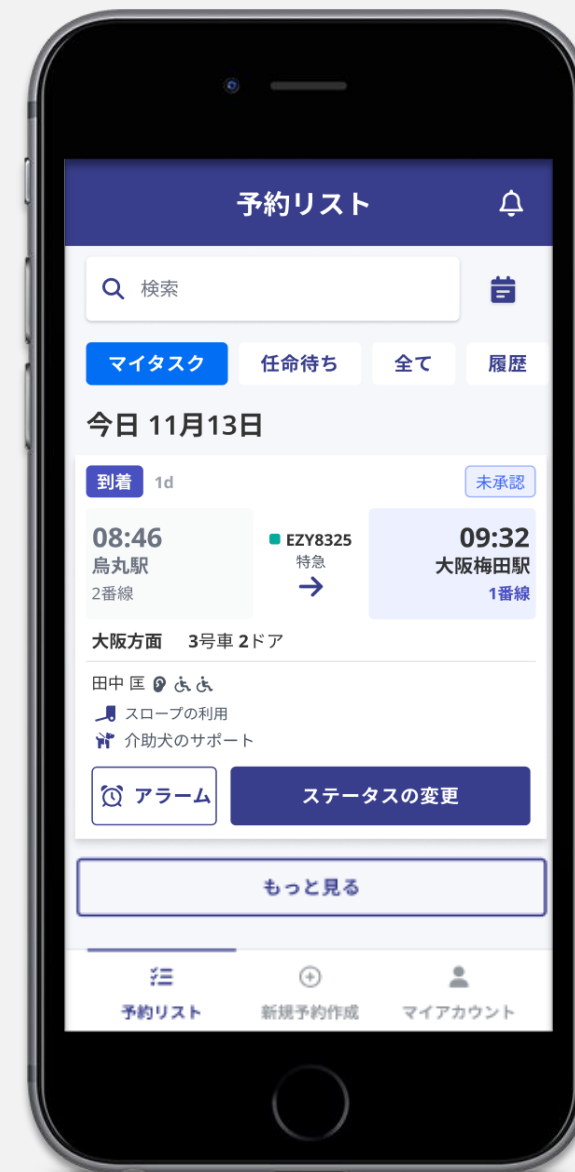 予約リスト
検索
マイタスク 任命待ち 全て 履歴
今日 11月13日
到着 1d 未承認
08:46 EZY8325 09:32
烏丸駅 特急 大阪梅田駅
2番線 1番線
大阪方面 3号車 2ドア
田中 匡
スロープの利用
介助犬のサポート
アラーム ステータスの変更
もっと見る
予約リスト 新規予約作成 マイアカウント